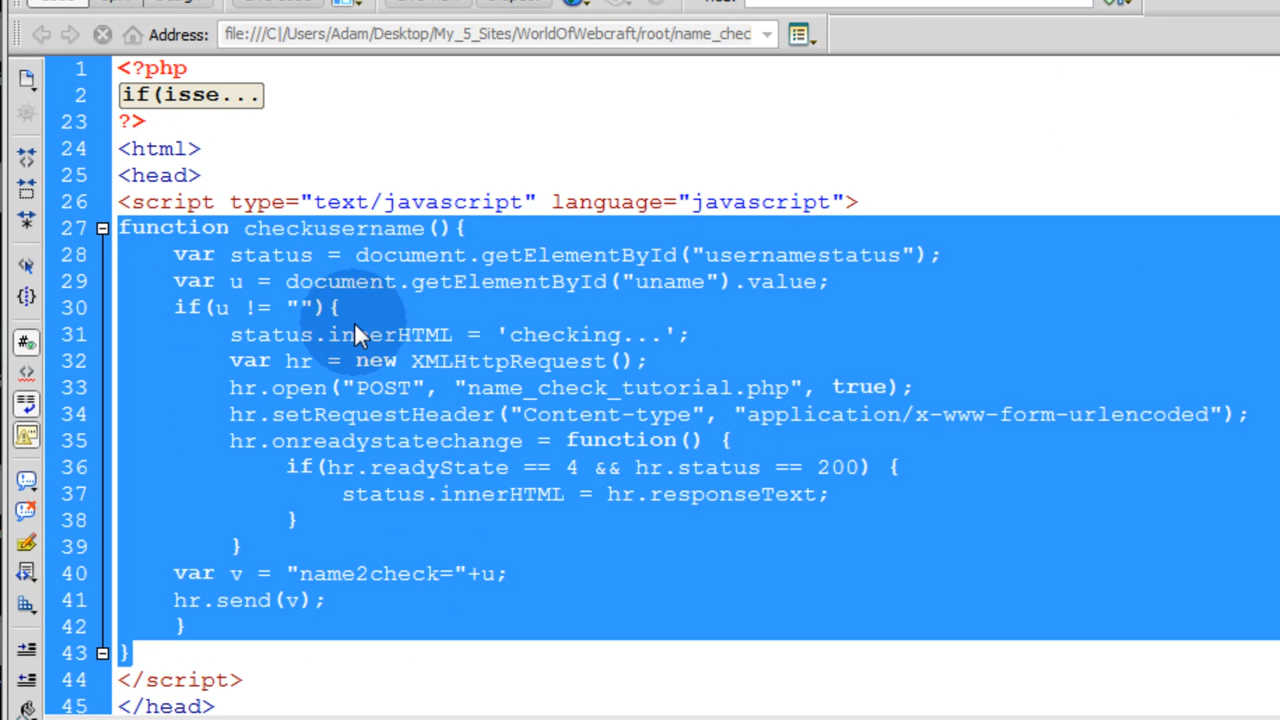 Address: file:///C|/Users/Adam/Desktop/My_5_Sites/WorldOfWebcraft/root/name_chec
1 <?php
2 if(isse...
23 ?>
24 <html>
25 <head>
26 <script type="text/javascript" language="javascript">
27 function checkusername(){
28 var status = document.getElementById("usernamestatus");
29 var u = document.getElementById("uname").value;
30 if(u != ""){
31 status.innerHTML = 'checking...';
32 var hr = new XMLHttpRequest();
33 hr.open("POST", "name_check_tutorial.php", true);
34 hr.setRequestHeader("Content-type", "application/x-www-form-urlencoded");
35 hr.onreadystatechange = function() {
36 if(hr.readyState == 4 && hr.status == 200) {
37 status.innerHTML = hr.responseText;
38 }
39 }
40 var v = "name2check="+u;
41 hr.send(v);
42 }
43 }
44 </script>
45 </head>